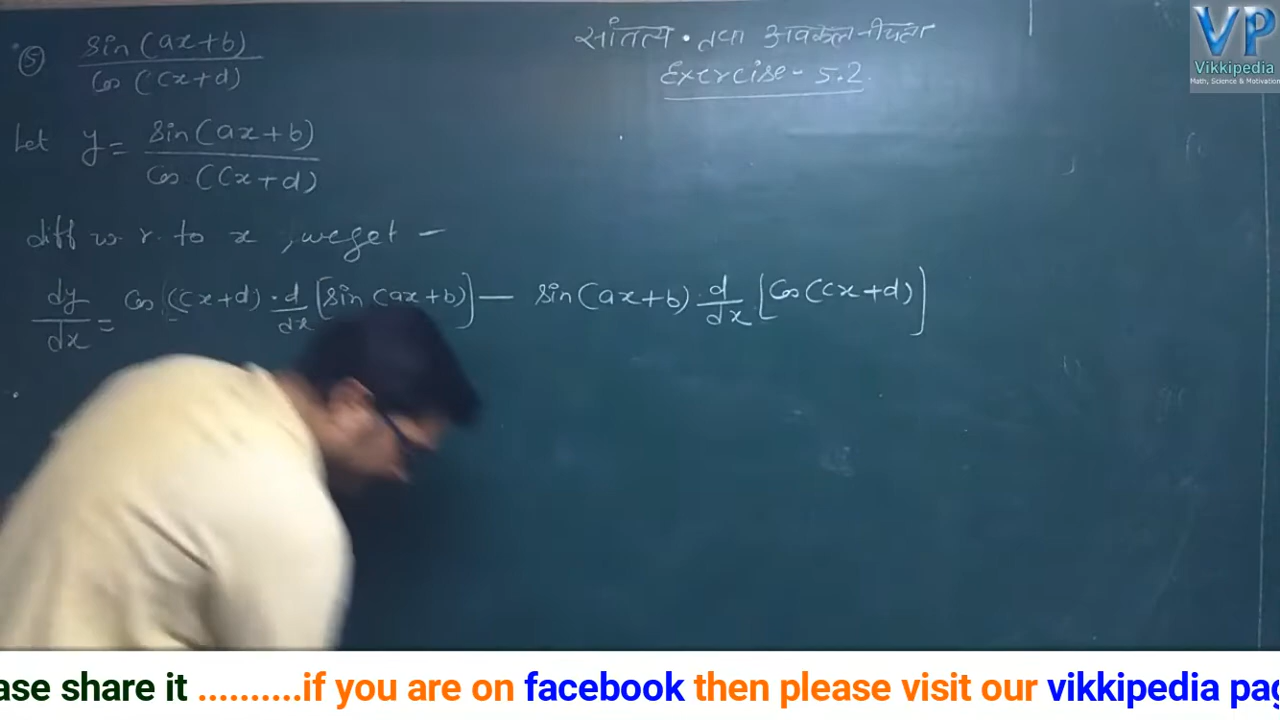 सांतत्य तथा अवकलनीयता
Exercise - 5.2
⑤ sin(ax+b) / cos(cx+d)
Let y = sin(ax+b) / cos(cx+d)
diff w. r. to x, we get -
dy/dx = cos(cx+d) · d/dx [sin(ax+b)] — sin(ax+b) · d/dx [cos(cx+d)]
VP
Vikkipedia
Math, Science & Motivation
ase share it ..........if you are on facebook then please visit our vikkipedia pag